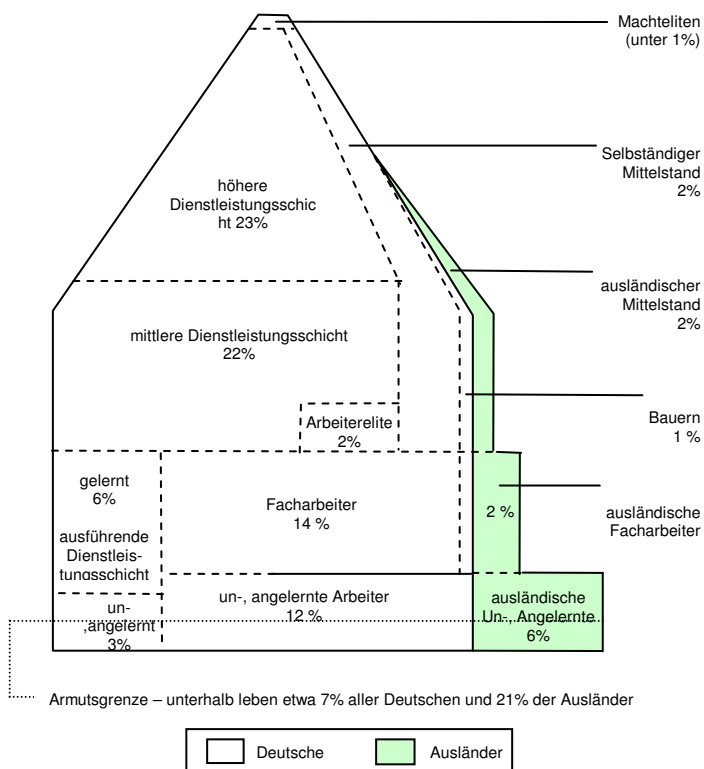 Machteliten
(unter 1%)
Selbständiger
Mittelstand
2%
höhere
Dienstleistungsschic
ht 23%
ausländischer
Mittelstand
2%
mittlere Dienstleistungsschicht
22%
Arbeiterelite
2%
Bauern
1 %
gelernt
6%
Facharbeiter
14 %
2 %
ausländische
Facharbeiter
ausführende
Dienstleis-
tungsschicht
un-
,angelernt
3%
un-, angelernte Arbeiter
12 %
ausländische
Un-, Angelernte
6%
Armutsgrenze – unterhalb leben etwa 7% aller Deutschen und 21% der Ausländer
Deutsche
Ausländer